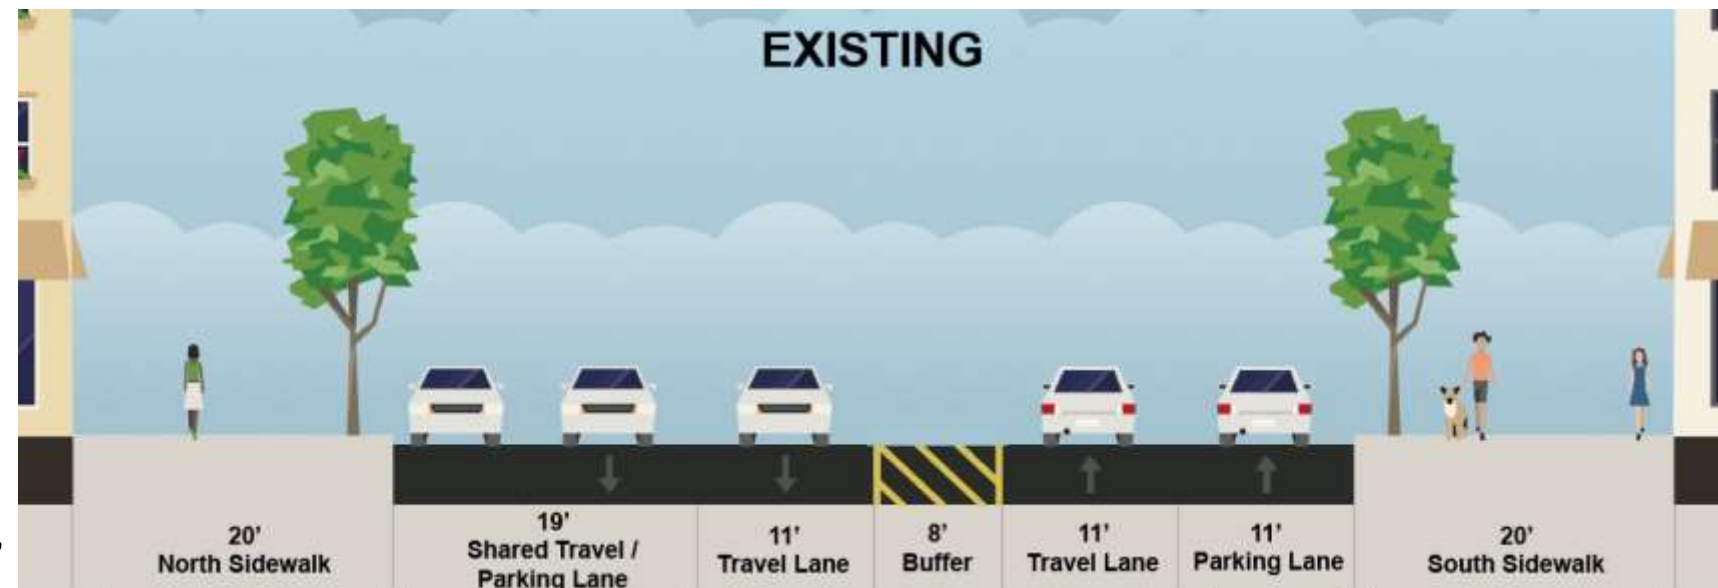 EXISTING
20'
North Sidewalk
19'
Shared Travel /
Parking Lane
11'
Travel Lane
8'
Buffer
11'
Travel Lane
11'
Parking Lane
20'
South Sidewalk